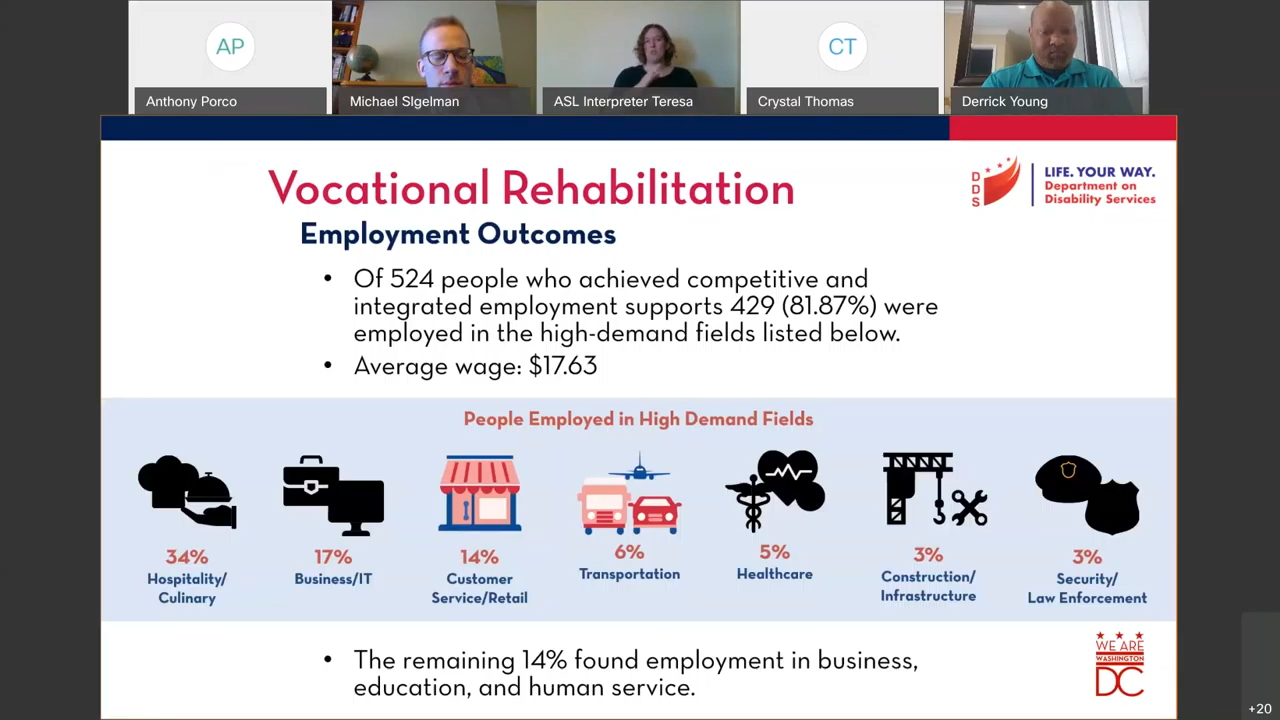 AP
CT
Anthony Porco
Michael SIgelman
ASL Interpreter Teresa
Crystal Thomas
Derrick Young
Vocational Rehabilitation
DDS
LIFE. YOUR WAY.
Department on
Disability Services
Employment Outcomes
• Of 524 people who achieved competitive and
integrated employment supports 429 (81.87%) were
employed in the high-demand fields listed below.
• Average wage: $17.63
People Employed in High Demand Fields
34%
Hospitality/
Culinary
17%
Business/IT
14%
Customer
Service/Retail
6%
Transportation
5%
Healthcare
3%
Construction/
Infrastructure
3%
Security/
Law Enforcement
• The remaining 14% found employment in business,
education, and human service.
WE ARE
WASHINGTON
DC
+20